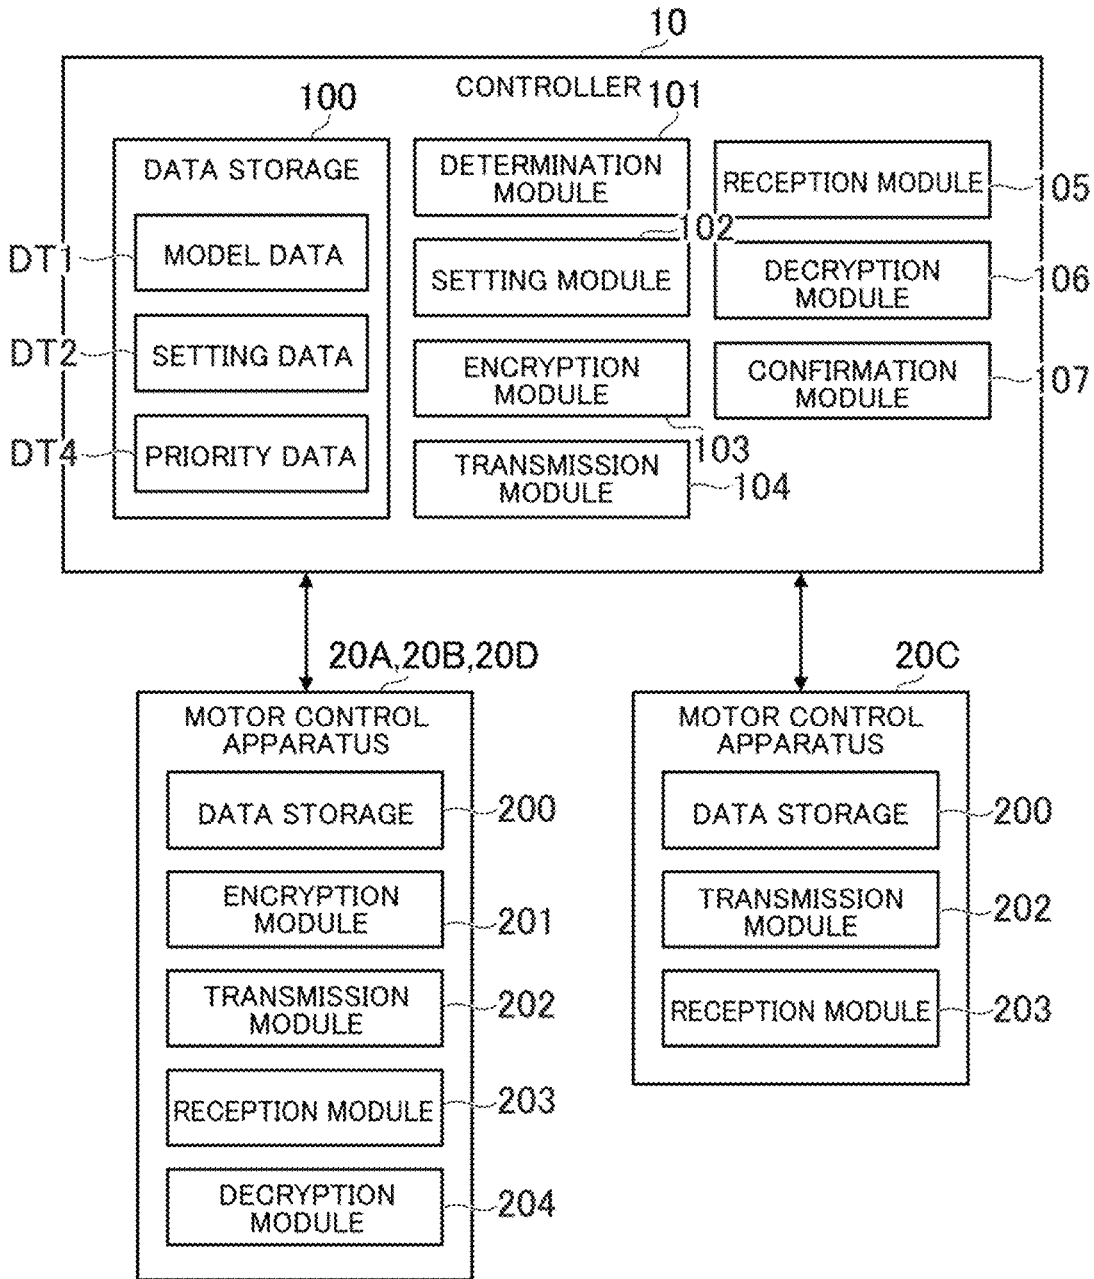 10
CONTROLLER
100
DATA STORAGE
DT1
MODEL DATA
DT2
SETTING DATA
DT4
PRIORITY DATA
101
DETERMINATION
MODULE
102
SETTING MODULE
ENCRYPTION
MODULE
103
TRANSMISSION
MODULE
104
RECEPTION MODULE
105
DECRYPTION
MODULE
106
CONFIRMATION
MODULE
107
20A,20B,20D
MOTOR CONTROL
APPARATUS
DATA STORAGE
200
ENCRYPTION
MODULE
201
TRANSMISSION
MODULE
202
RECEPTION MODULE
203
DECRYPTION
MODULE
204
20C
MOTOR CONTROL
APPARATUS
DATA STORAGE
200
TRANSMISSION
MODULE
202
RECEPTION MODULE
203